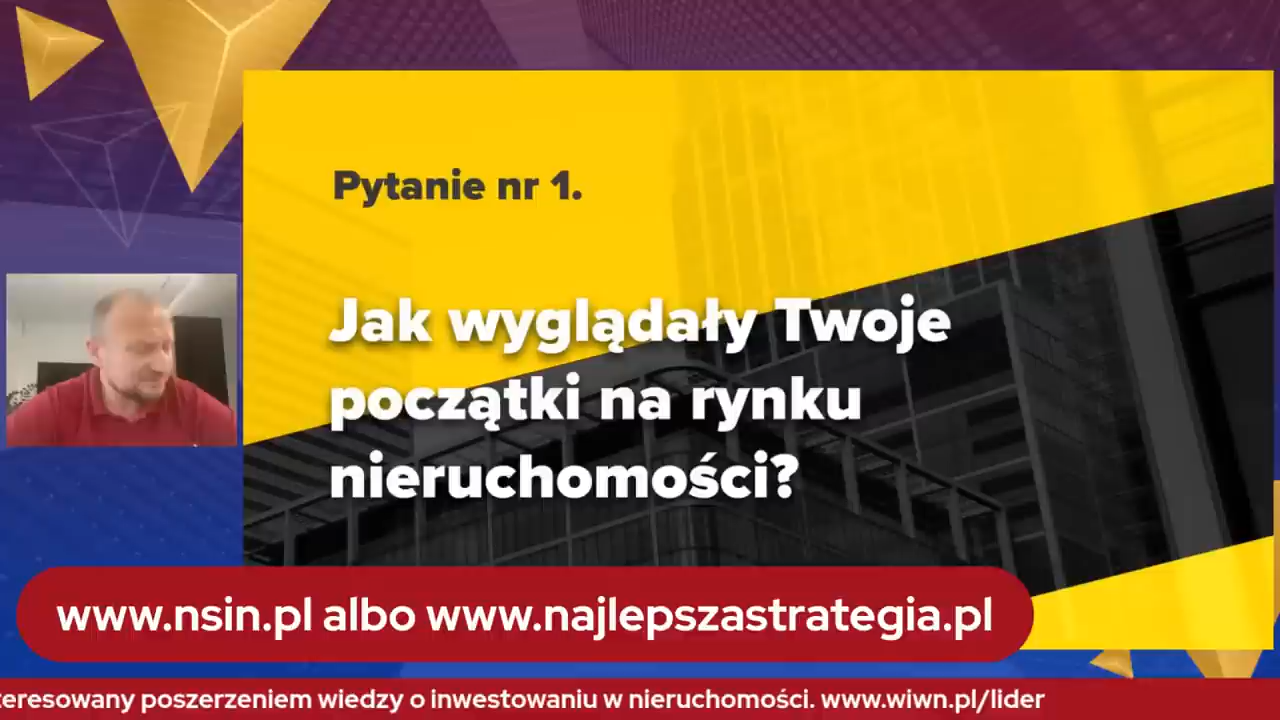 Pytanie nr 1.
Jak wyglądały Twoje
początki na rynku
nieruchomości?
www.nsin.pl albo www.najlepszastrategia.pl
teresowany poszerzeniem wiedzy o inwestowaniu w nieruchomości. www.wiwn.pl/lider